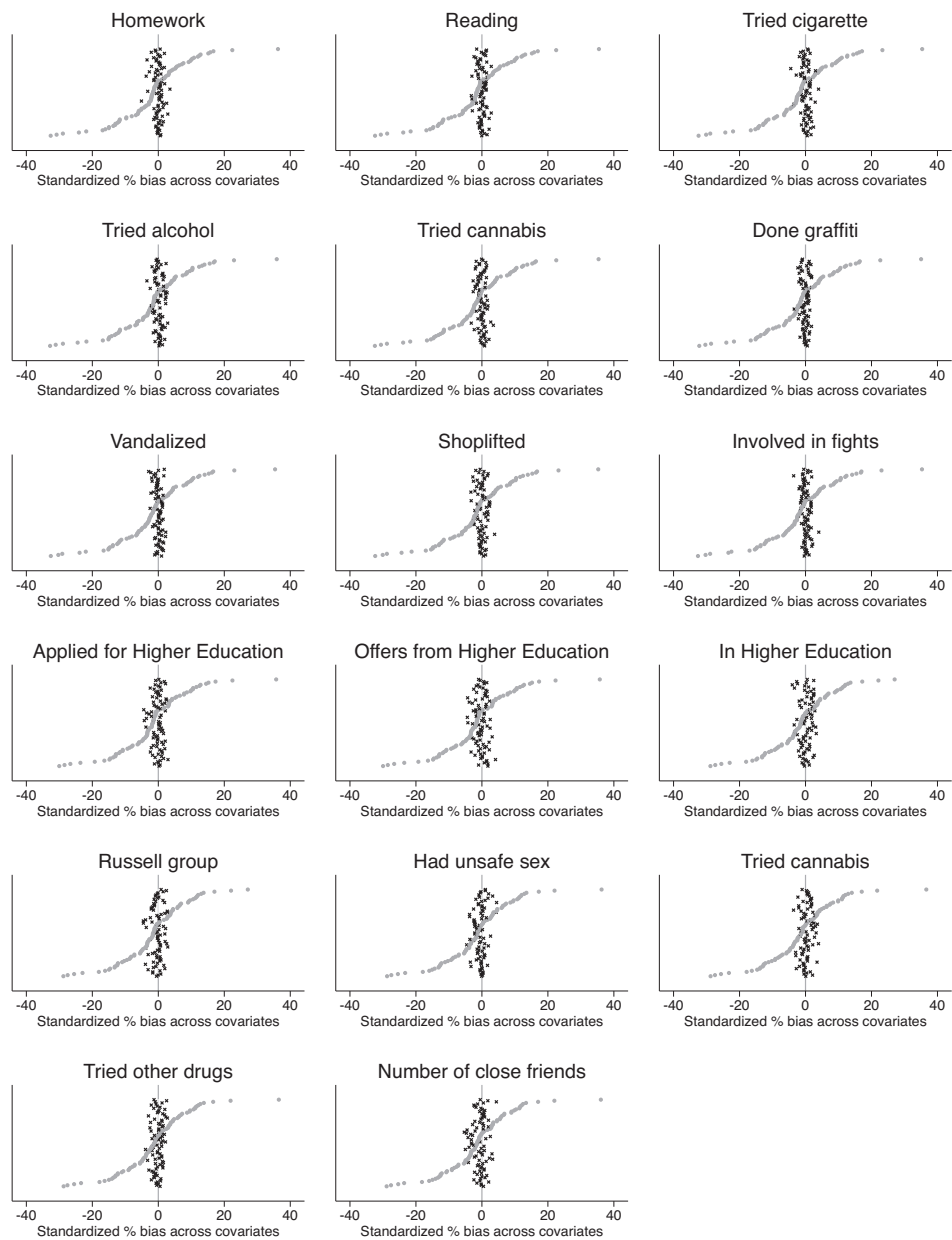 Homework Reading Tried cigarette
-40 -20 0 20 40 -40 -20 0 20 40 -40 -20 0 20 40
Standardized % bias across covariates Standardized % bias across covariates Standardized % bias across covariates
Tried alcohol Tried cannabis Done graffiti
-40 -20 0 20 40 -40 -20 0 20 40 -40 -20 0 20 40
Standardized % bias across covariates Standardized % bias across covariates Standardized % bias across covariates
Vandalized Shoplifted Involved in fights
-40 -20 0 20 40 -40 -20 0 20 40 -40 -20 0 20 40
Standardized % bias across covariates Standardized % bias across covariates Standardized % bias across covariates
Applied for Higher Education Offers from Higher Education In Higher Education
-40 -20 0 20 40 -40 -20 0 20 40 -40 -20 0 20 40
Standardized % bias across covariates Standardized % bias across covariates Standardized % bias across covariates
Russell group Had unsafe sex Tried cannabis
-40 -20 0 20 40 -40 -20 0 20 40 -40 -20 0 20 40
Standardized % bias across covariates Standardized % bias across covariates Standardized % bias across covariates
Tried other drugs Number of close friends
-40 -20 0 20 40 -40 -20 0 20 40
Standardized % bias across covariates Standardized % bias across covariates